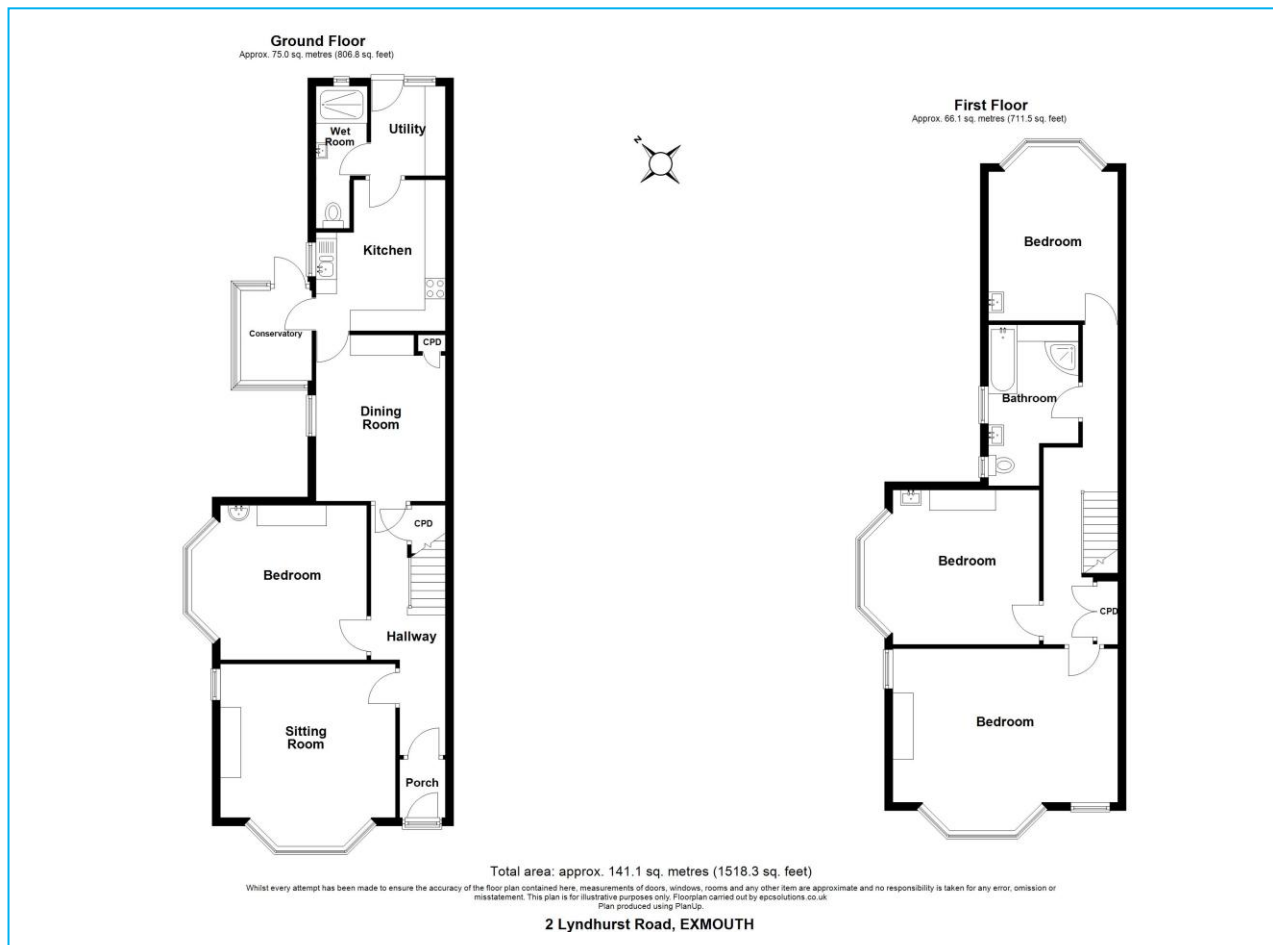 Ground Floor
Approx. 75.0 sq. metres (806.8 sq. feet)
Wet
Room
Utility
Kitchen
Conservatory
CPD
Dining
Room
CPD
Bedroom
Hallway
Sitting
Room
Porch
N
First Floor
Approx. 66.1 sq. metres (711.5 sq. feet)
Bedroom
Bathroom
Bedroom
CPD
Bedroom
Total area: approx. 141.1 sq. metres (1518.3 sq. feet)
Whilst every attempt has been made to ensure the accuracy of the floor plan contained here, measurements of doors, windows, rooms and any other item are approximate and no responsibility is taken for any error, omission or
misstatement. This plan is for illustrative purposes only. Floorplan carried out by epcsolutions.co.uk
Plan produced using PlanUp.
2 Lyndhurst Road, EXMOUTH